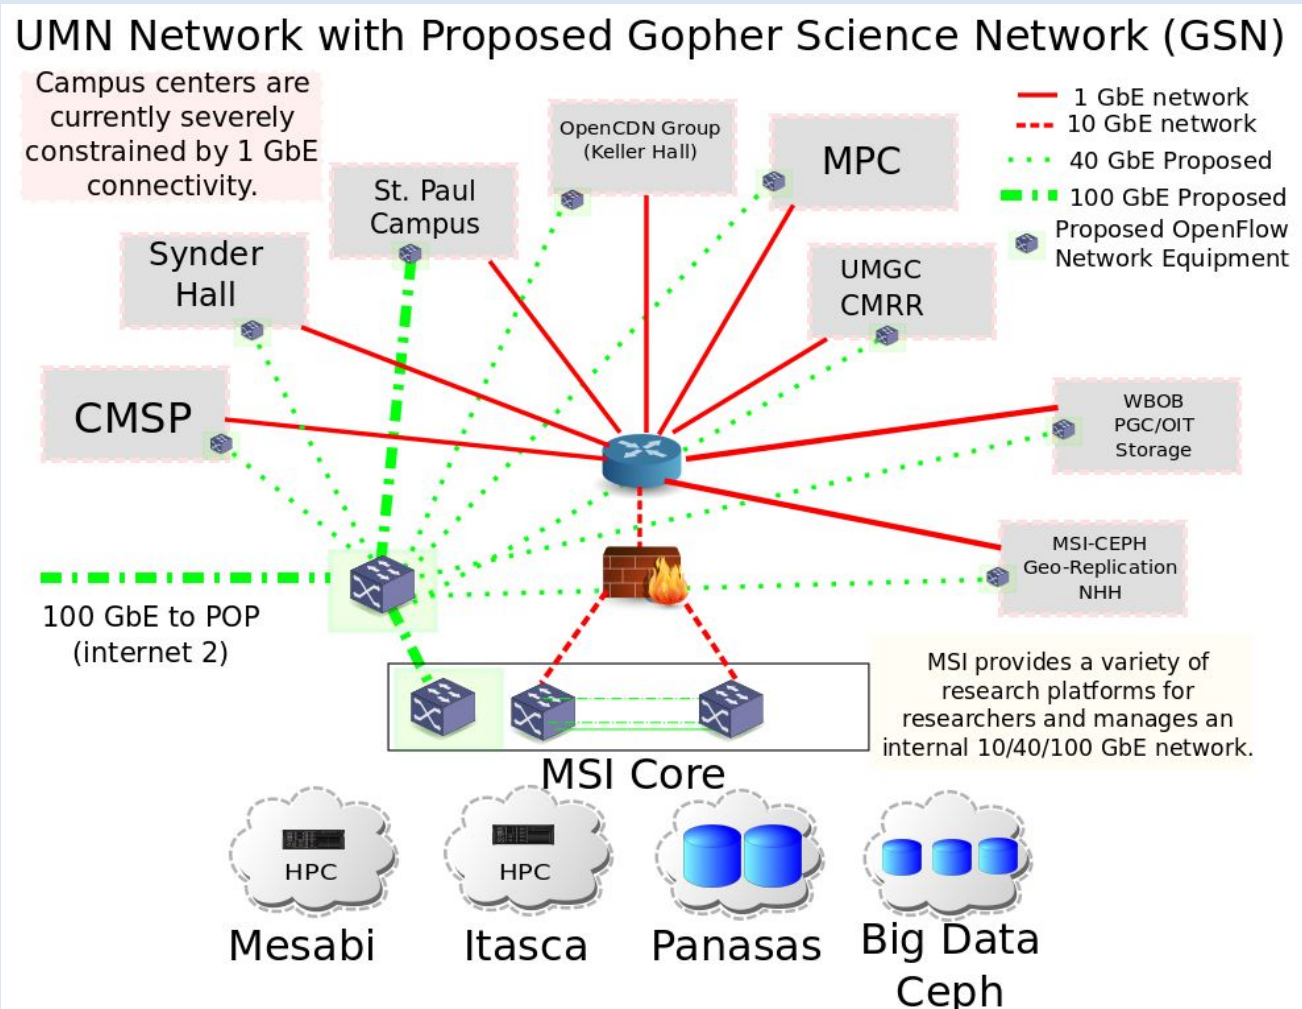 UMN Network with Proposed Gopher Science Network (GSN)
Campus centers are
currently severely
constrained by 1 GbE
connectivity.
1 GbE network
10 GbE network
40 GbE Proposed
100 GbE Proposed
Proposed OpenFlow
Network Equipment
OpenCDN Group
(Keller Hall)
MPC
St. Paul
Campus
Synder
Hall
UMGC
CMRR
CMSP
WBOB
PGC/OIT
Storage
MSI-CEPH
Geo-Replication
NHH
100 GbE to POP
(internet 2)
MSI provides a variety of
research platforms for
researchers and manages an
internal 10/40/100 GbE network.
MSI Core
HPC
HPC
Mesabi
Itasca
Panasas
Big Data
Ceph